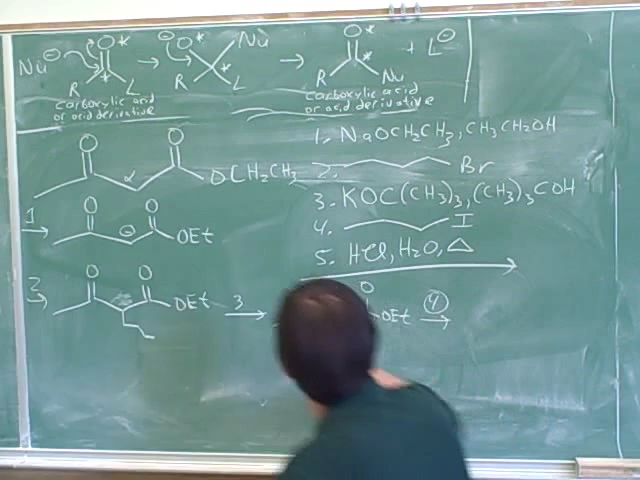 Nu⊖ O * R * L → ⊖O * Nu R * L → O* * R Nu + L⊖
carboxylic acid
or acid derivative
carboxylic acid
or acid derivative
O O α OCH₂CH₃
1. NaOCH₂CH₃, CH₃CH₂OH
2. Br
3. KOC(CH₃)₃, (CH₃)₃COH
4. I
5. HCl, H₂O, △
1 → O ⊖ O OEt
2 → O O OEt 3 → O OEt 4 →